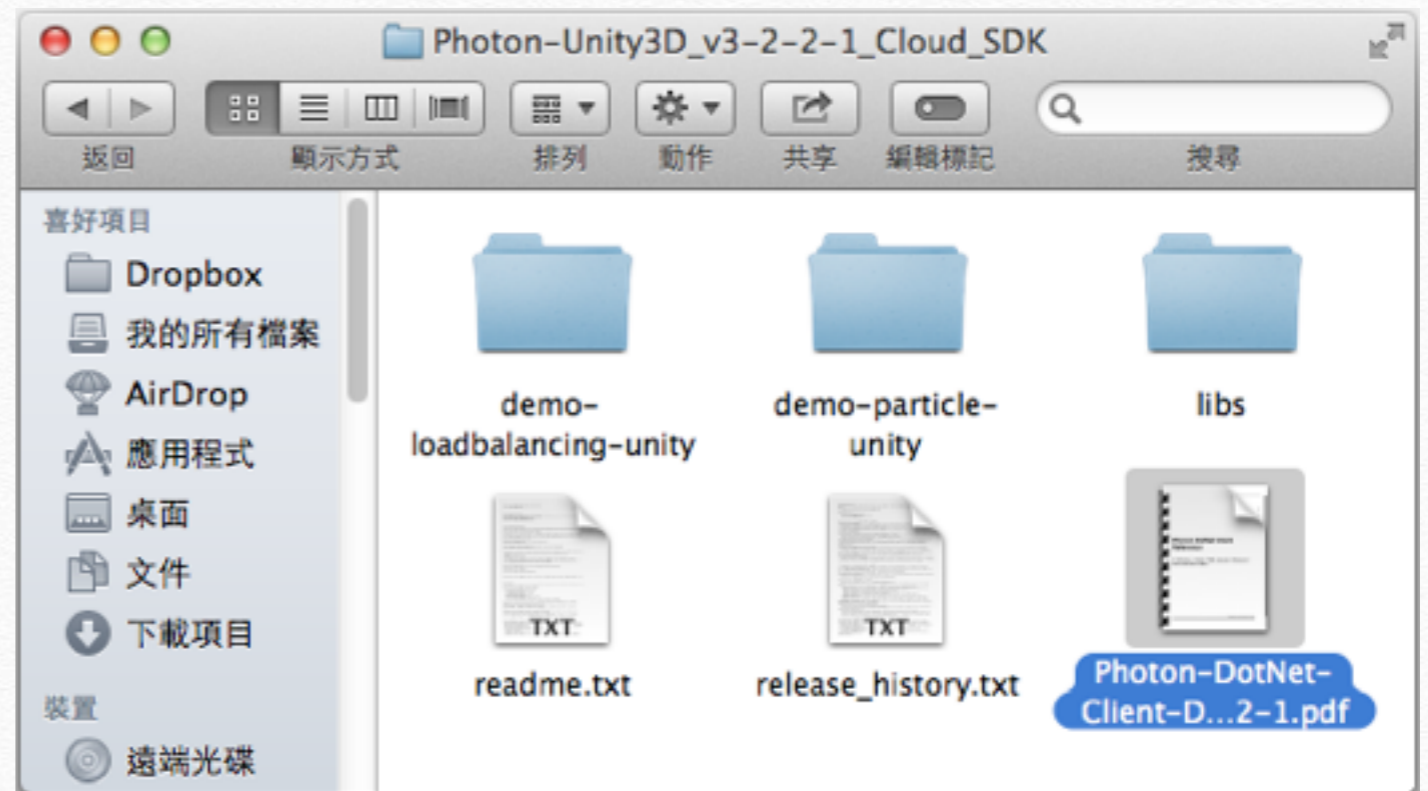 Photon-Unity3D_v3-2-2-1_Cloud_SDK
返回
顯示方式
排列
動作
共享
編輯標記
搜尋
喜好項目
Dropbox
我的所有檔案
AirDrop
應用程式
桌面
文件
下載項目
裝置
遠端光碟
demo-
loadbalancing-unity
demo-particle-
unity
libs
TXT
readme.txt
TXT
release_history.txt
Photon-DotNet-
Client-D...2-1.pdf